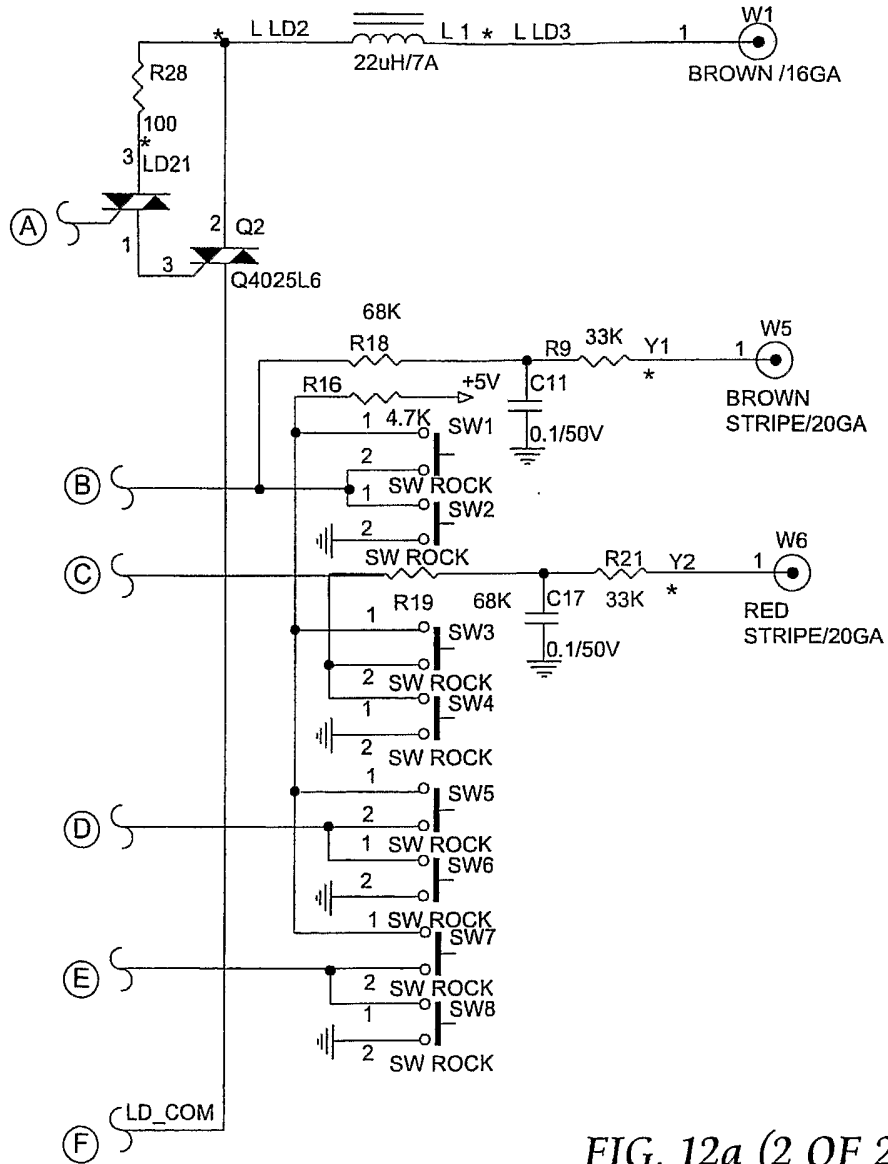 W1
L LD2
L 1 *
L LD3
1
*
22uH/7A
BROWN /16GA
R28
100
*
3
LD21
A
1
2
Q2
3
Q4025L6
68K
R18
R9
33K
Y1
*
1
W5
R16
+5V
C11
BROWN
STRIPE/20GA
4.7K
0.1/50V
1
SW1
2
SW ROCK
B
1
SW2
2
SW ROCK
C
R21
Y2
*
1
W6
R19
68K
C17
33K
RED
STRIPE/20GA
0.1/50V
1
SW3
2
SW ROCK
1
SW4
2
SW ROCK
1
SW5
D
2
SW ROCK
1
SW6
2
SW ROCK
1
SW7
E
2
SW ROCK
1
SW8
2
SW ROCK
LD_COM
F
FIG. 12a (2 OF 2